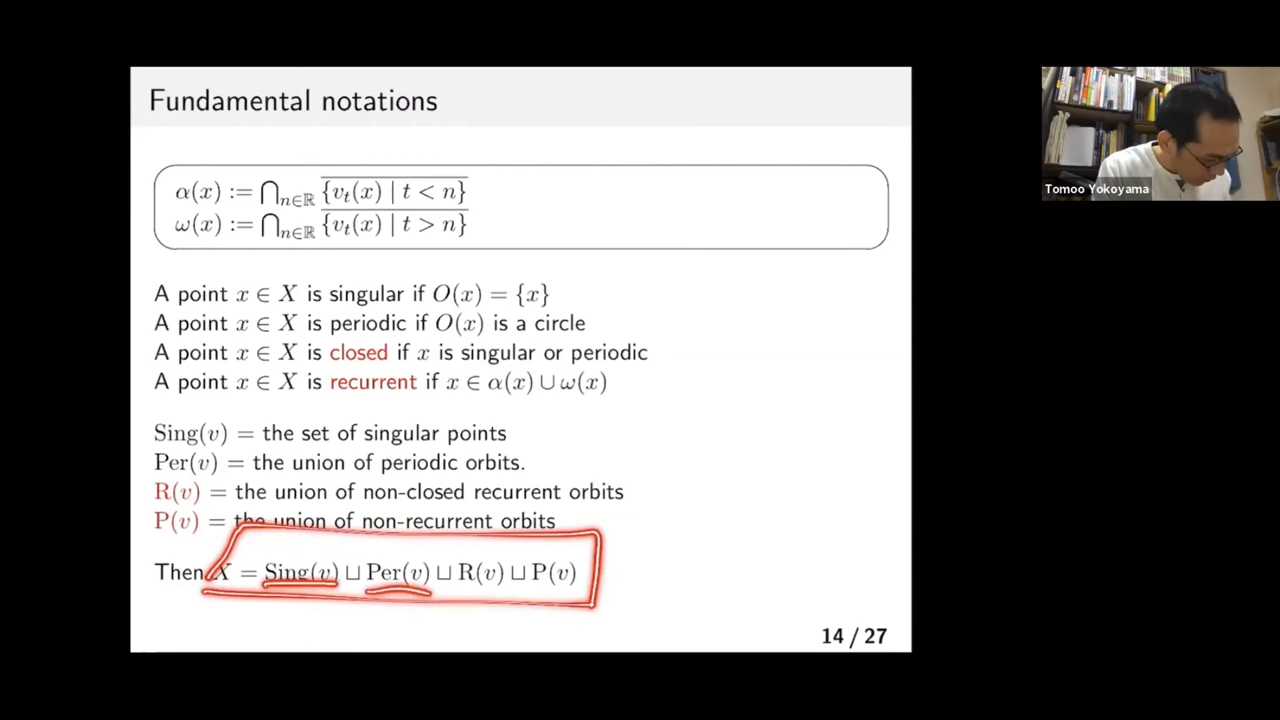 Fundamental notations
α(x) := ⋂_{n∈ℝ} \overline{{v_t(x) | t < n}}
ω(x) := ⋂_{n∈ℝ} \overline{{v_t(x) | t > n}}
A point x ∈ X is singular if O(x) = {x}
A point x ∈ X is periodic if O(x) is a circle
A point x ∈ X is closed if x is singular or periodic
A point x ∈ X is recurrent if x ∈ α(x) ∪ ω(x)
Sing(v) = the set of singular points
Per(v) = the union of periodic orbits.
R(v) = the union of non-closed recurrent orbits
P(v) = the union of non-recurrent orbits
Then X = Sing(v) ⊔ Per(v) ⊔ R(v) ⊔ P(v)
14 / 27
Tomoo Yokoyama